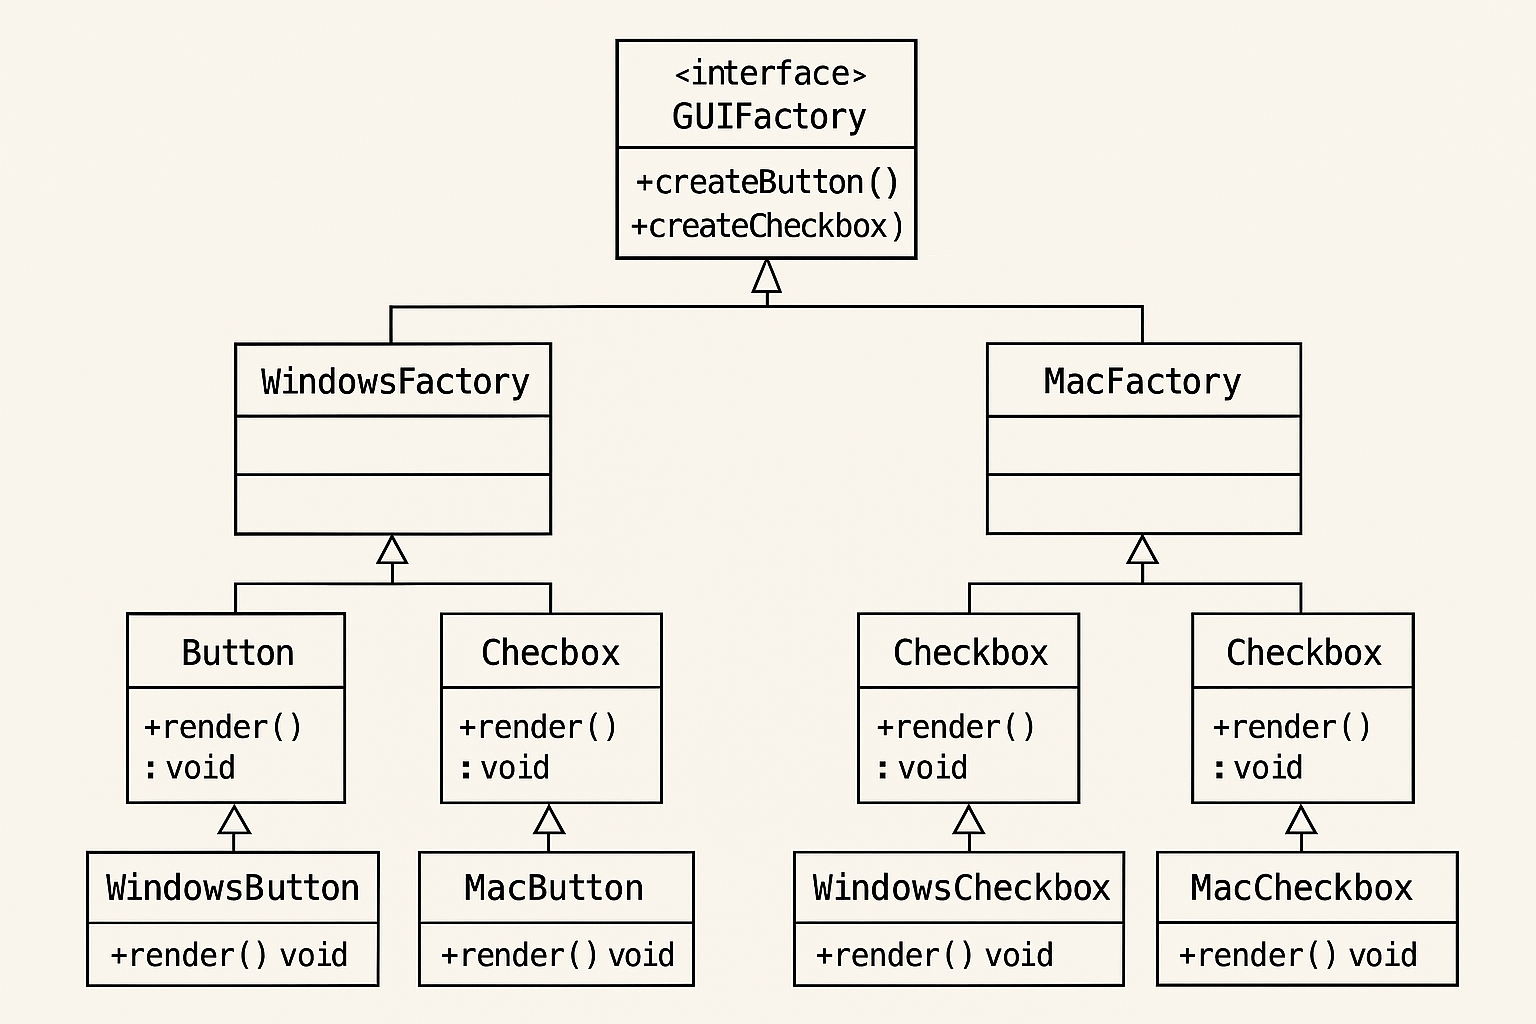 <interface>
GUIFactory
+createButton()
+createCheckbox)
WindowsFactory
MacFactory
Button
+render()
: void
Checbox
+render()
: void
Checkbox
+render()
: void
Checkbox
+render()
: void
WindowsButton
+render() void
MacButton
+render() void
WindowsCheckbox
+render() void
MacCheckbox
+render() void